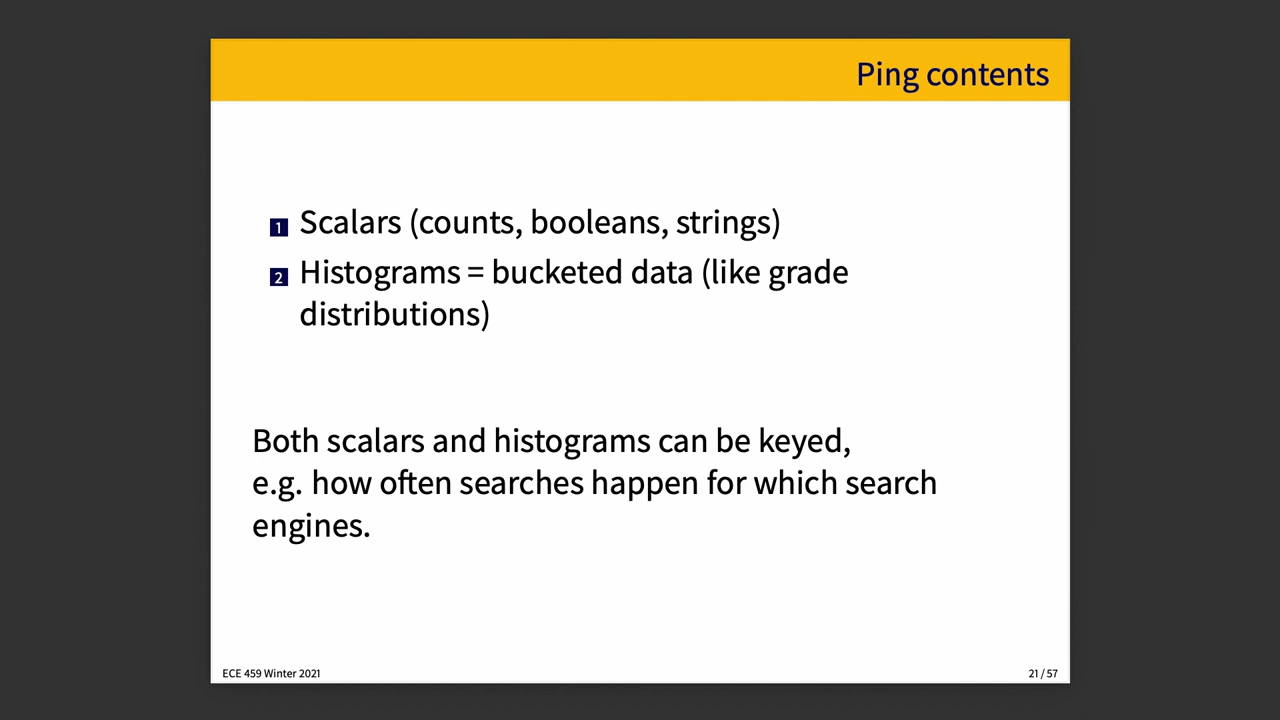 Ping contents
1 Scalars (counts, booleans, strings)
2 Histograms = bucketed data (like grade
distributions)
Both scalars and histograms can be keyed,
e.g. how often searches happen for which search
engines.
ECE 459 Winter 2021
21 / 57